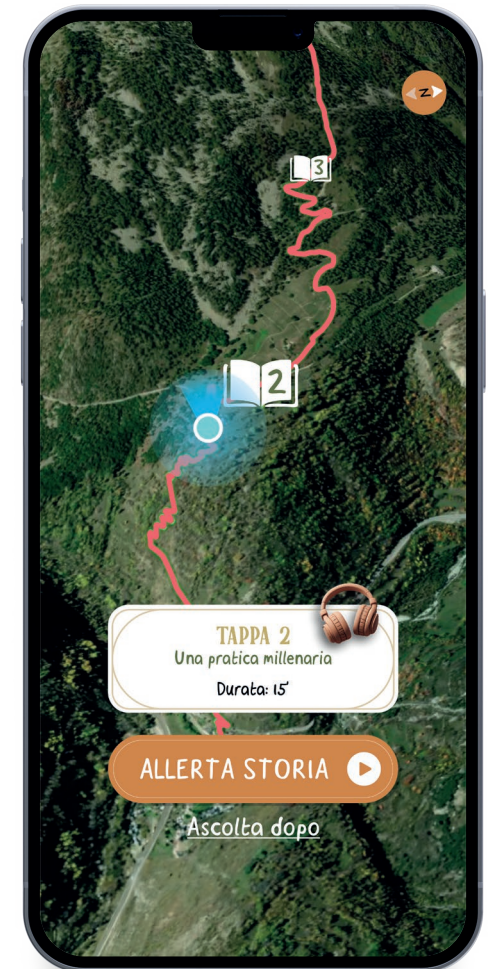 N
3
2
TAPPA 2
Una pratica millenaria
Durata: 15'
ALLERTA STORIA
Ascolta dopo